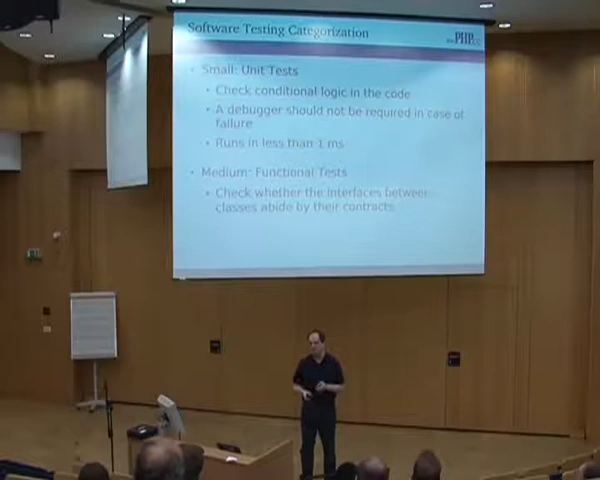 Software Testing Categorization
thePHP.cc
Small: Unit Tests
Check conditional logic in the code
A debugger should not be required in case of
failure
Runs in less than 1 ms
Medium: Functional Tests
Check whether the interfaces between
classes abide by their contracts